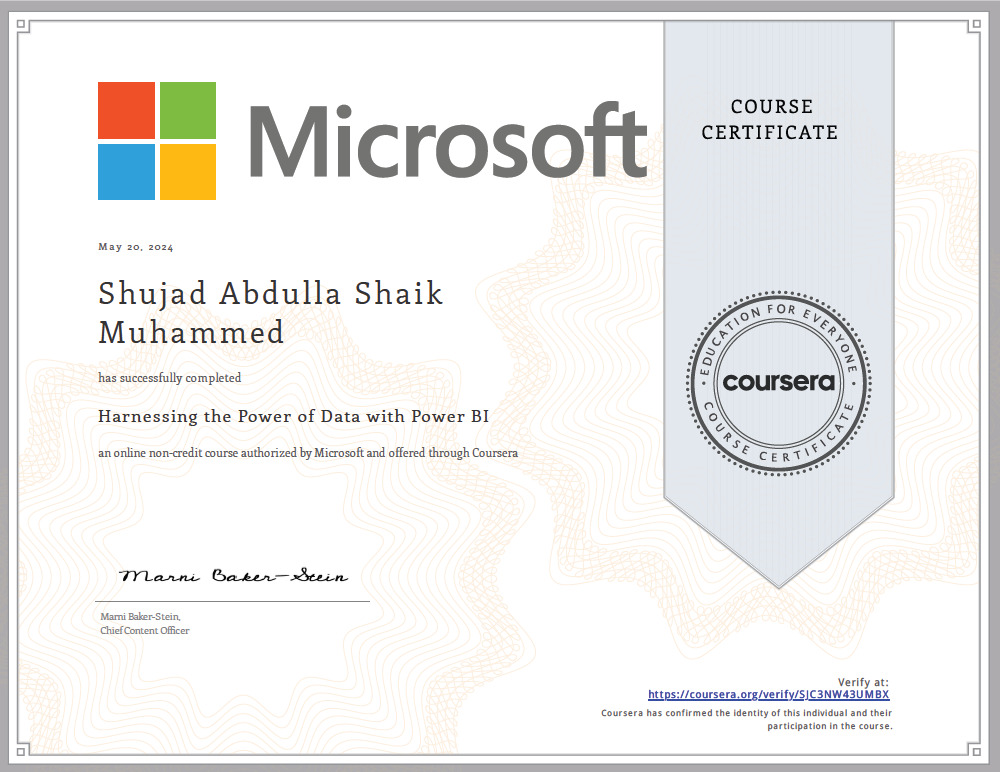 Microsoft
COURSE
CERTIFICATE
May 20, 2024
Shujad Abdulla Shaik
Muhammed
has successfully completed
Harnessing the Power of Data with Power BI
an online non-credit course authorized by Microsoft and offered through Coursera
EDUCATION FOR EVERYONE
coursera
COURSE CERTIFICATE
Marni Baker-Stein
Marni Baker-Stein,
Chief Content Officer
Verify at:
https://coursera.org/verify/SJC3NW43UMBX
Coursera has confirmed the identity of this individual and their
participation in the course.